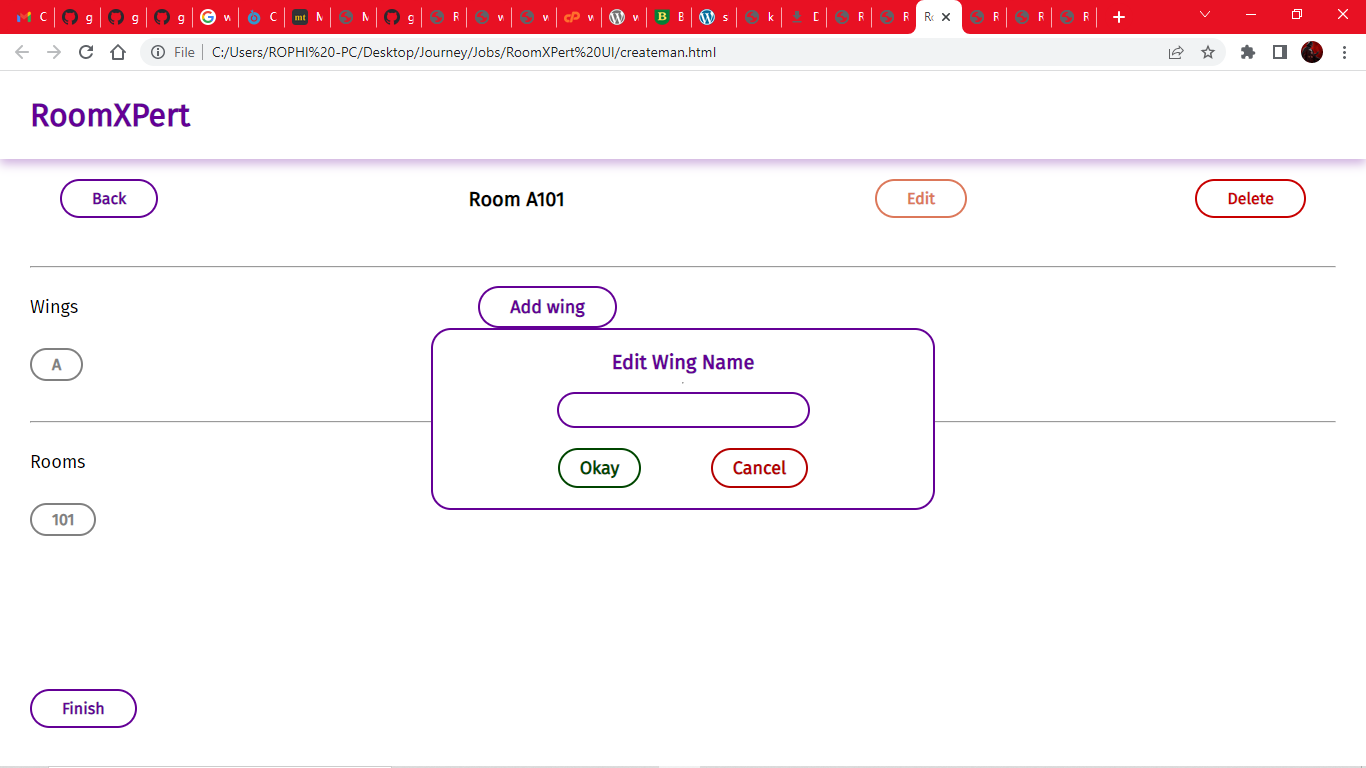 C g g g w C M M g R w w w B s k D R R Ro R R R
File C:/Users/ROPHI%20-PC/Desktop/Journey/Jobs/RoomXPert%20UI/createman.html
RoomXPert
Back Room A101 Edit Delete
Wings Add wing
Edit Wing Name
A
Okay Cancel
Rooms
101
Finish